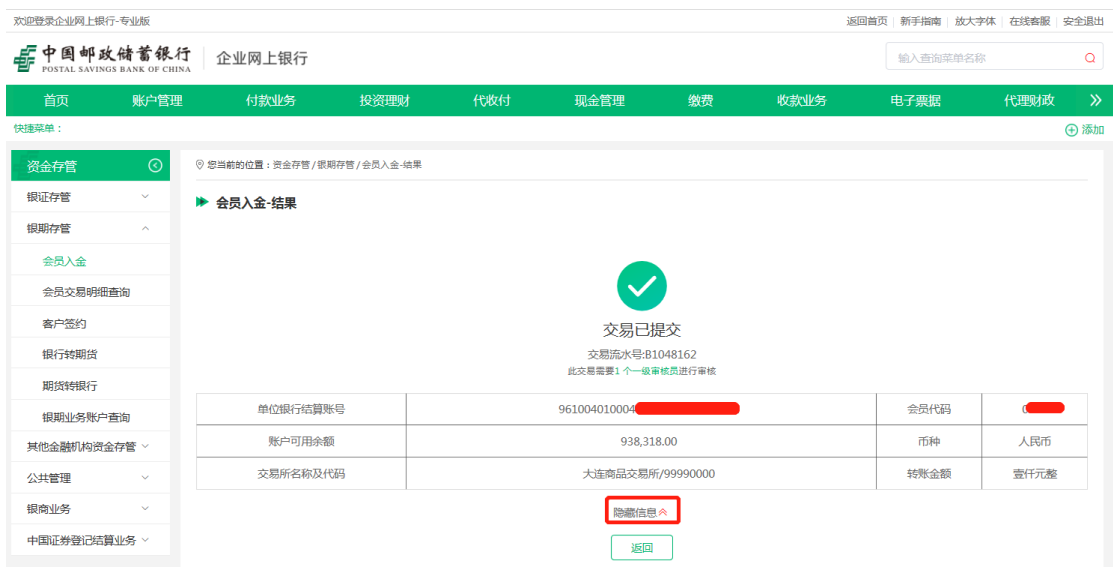 欢迎登录企业网上银行-专业版
返回首页 新手指南 放大字体 在线客服 安全退出
中国邮政储蓄银行
POSTAL SAVINGS BANK OF CHINA
企业网上银行
输入查询菜单名称
首页 账户管理 付款业务 投资理财 代收付 现金管理 缴费 收款业务 电子票据 代理财政
快捷菜单：
添加
资金存管
银证存管
银期存管
会员入金
会员交易明细查询
客户签约
银行转期货
期货转银行
银期业务账户查询
其他金融机构资金存管
公共管理
银商业务
中国证券登记结算业务
您当前的位置：资金存管/银期存管/会员入金-结果
会员入金-结果
交易已提交
交易流水号:B1048162
此交易需要1 个一级审核员进行审核
单位银行结算账号 961004010004 会员代码
账户可用余额 938,318.00 币种 人民币
交易所名称及代码 大连商品交易所/99990000 转账金额 壹仟元整
隐藏信息
返回